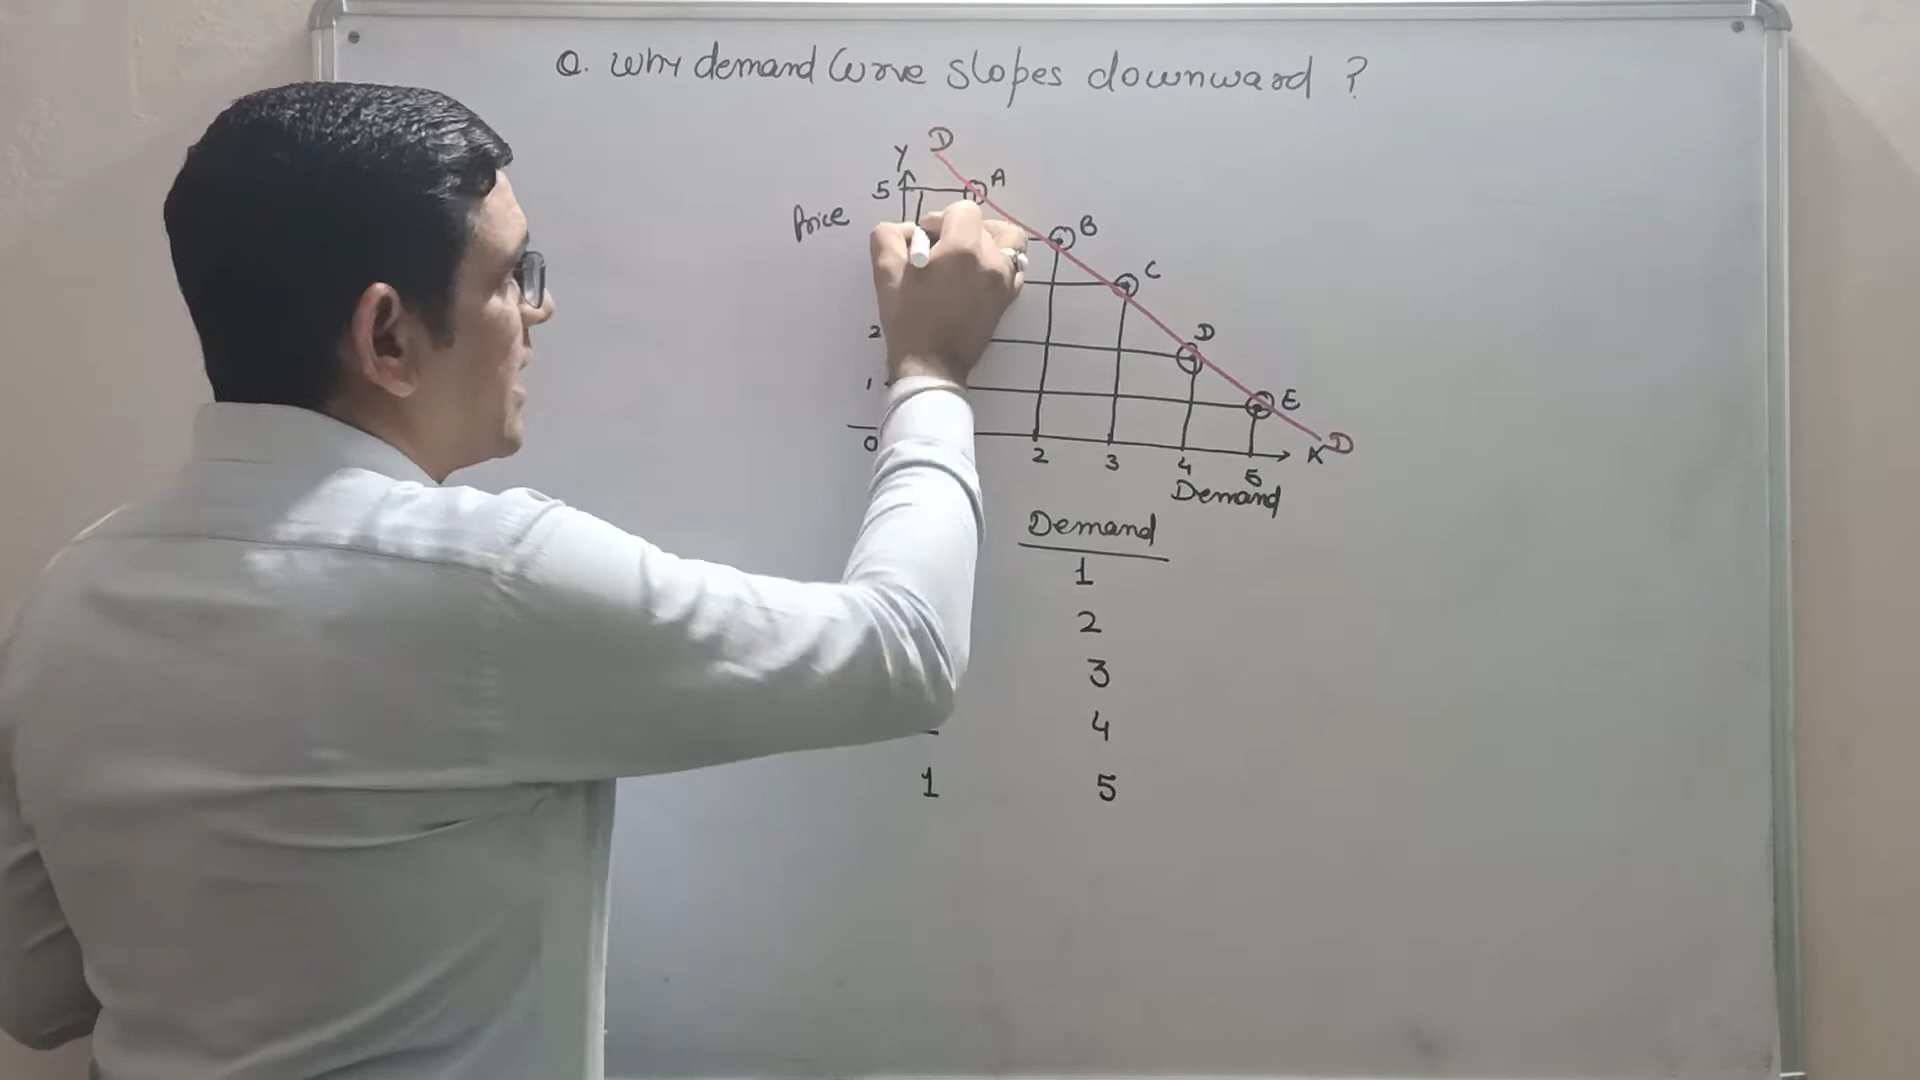 Q. Why demand Curve slopes downward ?
D
Y
5 A
Price
B
C
2 D
1 E
0 2 3 4 5 X D
Demand
Demand
1
2
3
4
1 5